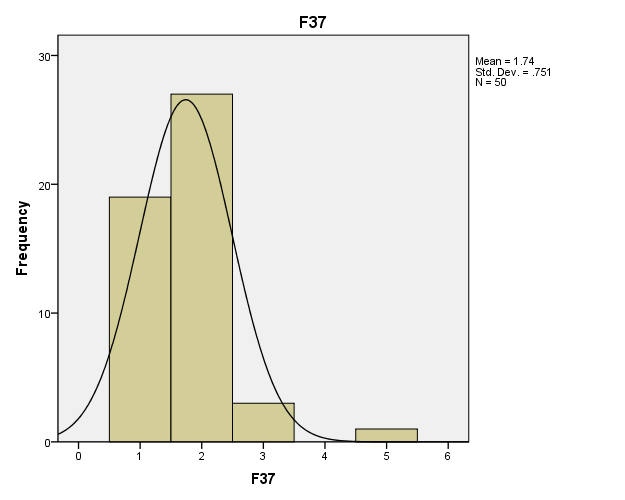 F37
Mean = 1.74
Std. Dev. = .751
N = 50
Frequency
30
20
10
0
0 1 2 3 4 5 6
F37